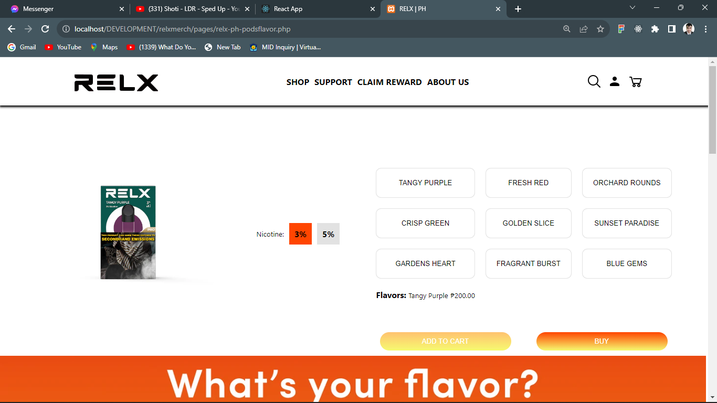 Messenger
(331) Shoti - LDR - Sped Up - Yo
React App
RELX | PH
localhost/DEVELOPMENT/relxmerch/pages/relx-ph-podsflavor.php
Gmail
YouTube
Maps
(1339) What Do Yo...
New Tab
MID Inquiry | Virtua...
RELX
SHOP SUPPORT CLAIM REWARD ABOUT US
RELX
TANGY PURPLE
SECONDHAND EMISSION
Nicotine: 3% 5%
TANGY PURPLE FRESH RED ORCHARD ROUNDS
CRISP GREEN GOLDEN SLICE SUNSET PARADISE
GARDENS HEART FRAGRANT BURST BLUE GEMS
Flavors: Tangy Purple ₱200.00
ADD TO CART BUY
What's your flavor?